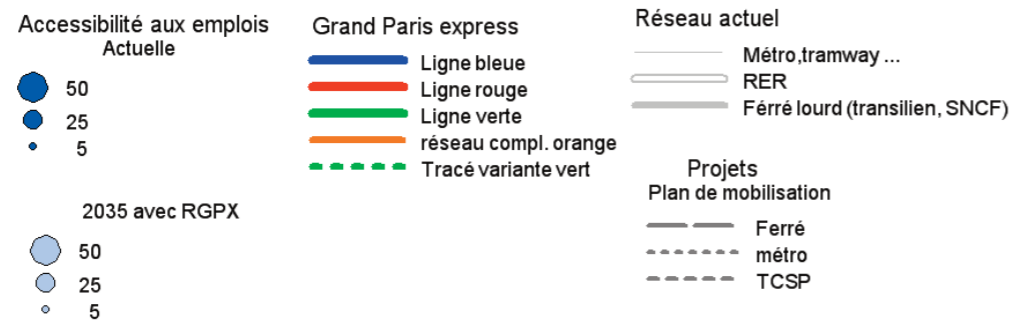 Accessibilité aux emplois
Actuelle
50
25
5
2035 avec RGPX
50
25
5
Grand Paris express
Ligne bleue
Ligne rouge
Ligne verte
réseau compl. orange
Tracé variante vert
Réseau actuel
Métro,tramway ...
RER
Férré lourd (transilien, SNCF)
Projets
Plan de mobilisation
Ferré
métro
TCSP